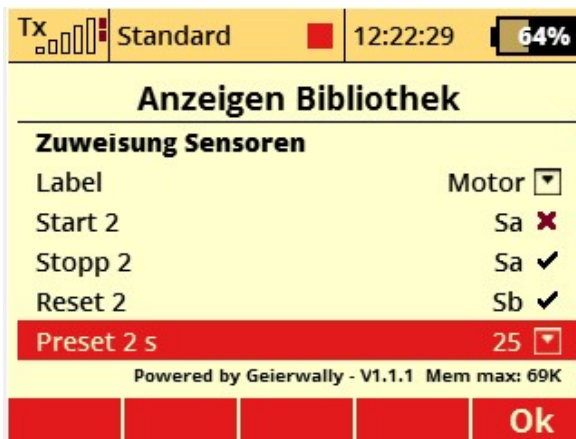 Tx Standard 12:22:29 64%
Anzeigen Bibliothek
Zuweisung Sensoren
Label Motor
Start 2 Sa
Stopp 2 Sa
Reset 2 Sb
Preset 2 s 25
Powered by Geierwally - V1.1.1 Mem max: 69K
Ok